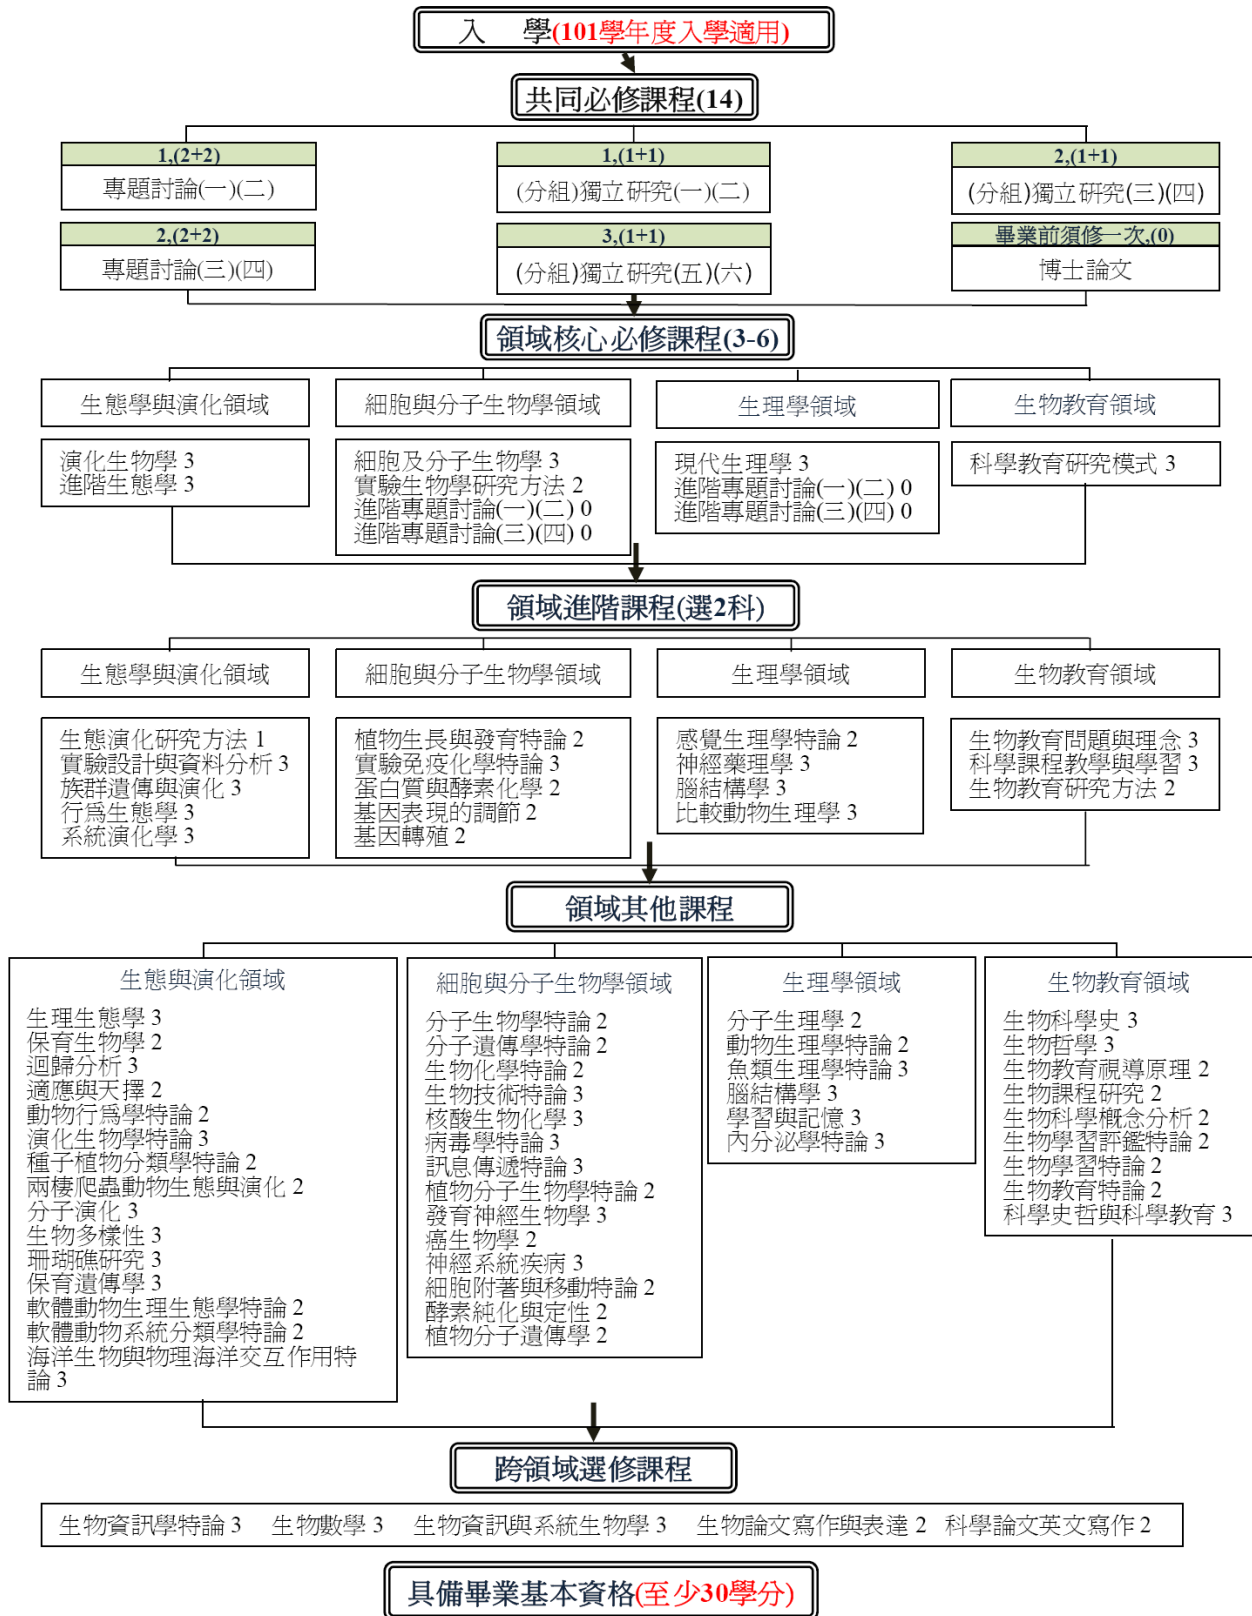 入 學(101學年度入學適用)
共同必修課程(14)
1,(2+2)
專題討論(一)(二)
1,(1+1)
(分組)獨立研究(一)(二)
2,(1+1)
(分組)獨立研究(三)(四)
2,(2+2)
專題討論(三)(四)
3,(1+1)
(分組)獨立研究(五)(六)
畢業前須修一次,(0)
博士論文
領域核心必修課程(3-6)
生態學與演化領域
細胞與分子生物學領域
生理學領域
生物教育領域
演化生物學 3
進階生態學 3
細胞及分子生物學 3
實驗生物學研究方法 2
進階專題討論(一)(二) 0
進階專題討論(三)(四) 0
現代生理學 3
進階專題討論(一)(二) 0
進階專題討論(三)(四) 0
科學教育研究模式 3
領域進階課程(選2科)
生態學與演化領域
細胞與分子生物學領域
生理學領域
生物教育領域
生態演化研究方法 1
實驗設計與資料分析 3
族群遺傳與演化 3
行為生態學 3
系統演化學 3
植物生長與發育特論 2
實驗免疫化學特論 3
蛋白質與酵素化學 2
基因表現的調節 2
基因轉殖 2
感覺生理學特論 2
神經藥理學 3
腦結構學 3
比較動物生理學 3
生物教育問題與理念 3
科學課程教學與學習 3
生物教育研究方法 2
領域其他課程
生態與演化領域
生理生態學 3
保育生物學 2
迴歸分析 3
適應與天擇 2
動物行為學特論 2
演化生物學特論 3
種子植物分類學特論 2
兩棲爬蟲動物生態與演化 2
分子演化 3
生物多樣性 3
珊瑚礁研究 3
保育遺傳學 3
軟體動物生理生態學特論 2
軟體動物系統分類學特論 2
海洋生物與物理海洋交互作用特
論 3
細胞與分子生物學領域
分子生物學特論 2
分子遺傳學特論 2
生物化學特論 2
生物技術特論 3
核酸生物化學 3
病毒學特論 3
訊息傳遞特論 3
植物分子生物學特論 2
發育神經生物學 3
癌生物學 2
神經系統疾病 3
細胞附著與移動特論 2
酵素純化與定性 2
植物分子遺傳學 2
生理學領域
分子生理學 2
動物生理學特論 2
魚類生理學特論 3
腦結構學 3
學習與記憶 3
內分泌學特論 3
生物教育領域
生物科學史 3
生物哲學 3
生物教育視導原理 2
生物課程研究 2
生物科學概念分析 2
生物學習評鑑特論 2
生物學習特論 2
生物教育特論 2
科學史哲與科學教育 3
跨領域選修課程
生物資訊學特論 3 生物數學 3 生物資訊與系統生物學 3 生物論文寫作與表達 2 科學論文英文寫作 2
具備畢業基本資格(至少30學分)